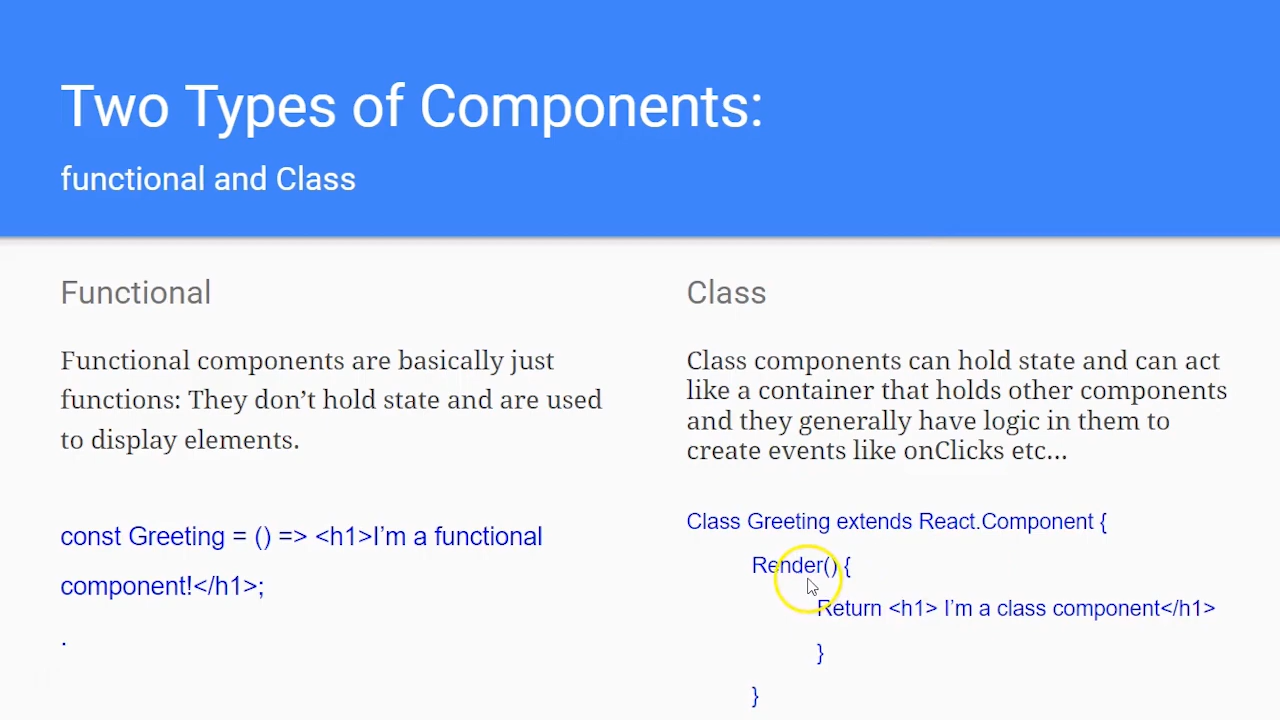 Two Types of Components:
functional and Class
Functional
Functional components are basically just
functions: They don’t hold state and are used
to display elements.
const Greeting = () => <h1>I’m a functional
component!</h1>;
.
Class
Class components can hold state and can act
like a container that holds other components
and they generally have logic in them to
create events like onClicks etc...
Class Greeting extends React.Component {
Render() {
Return <h1> I’m a class component</h1>
}
}